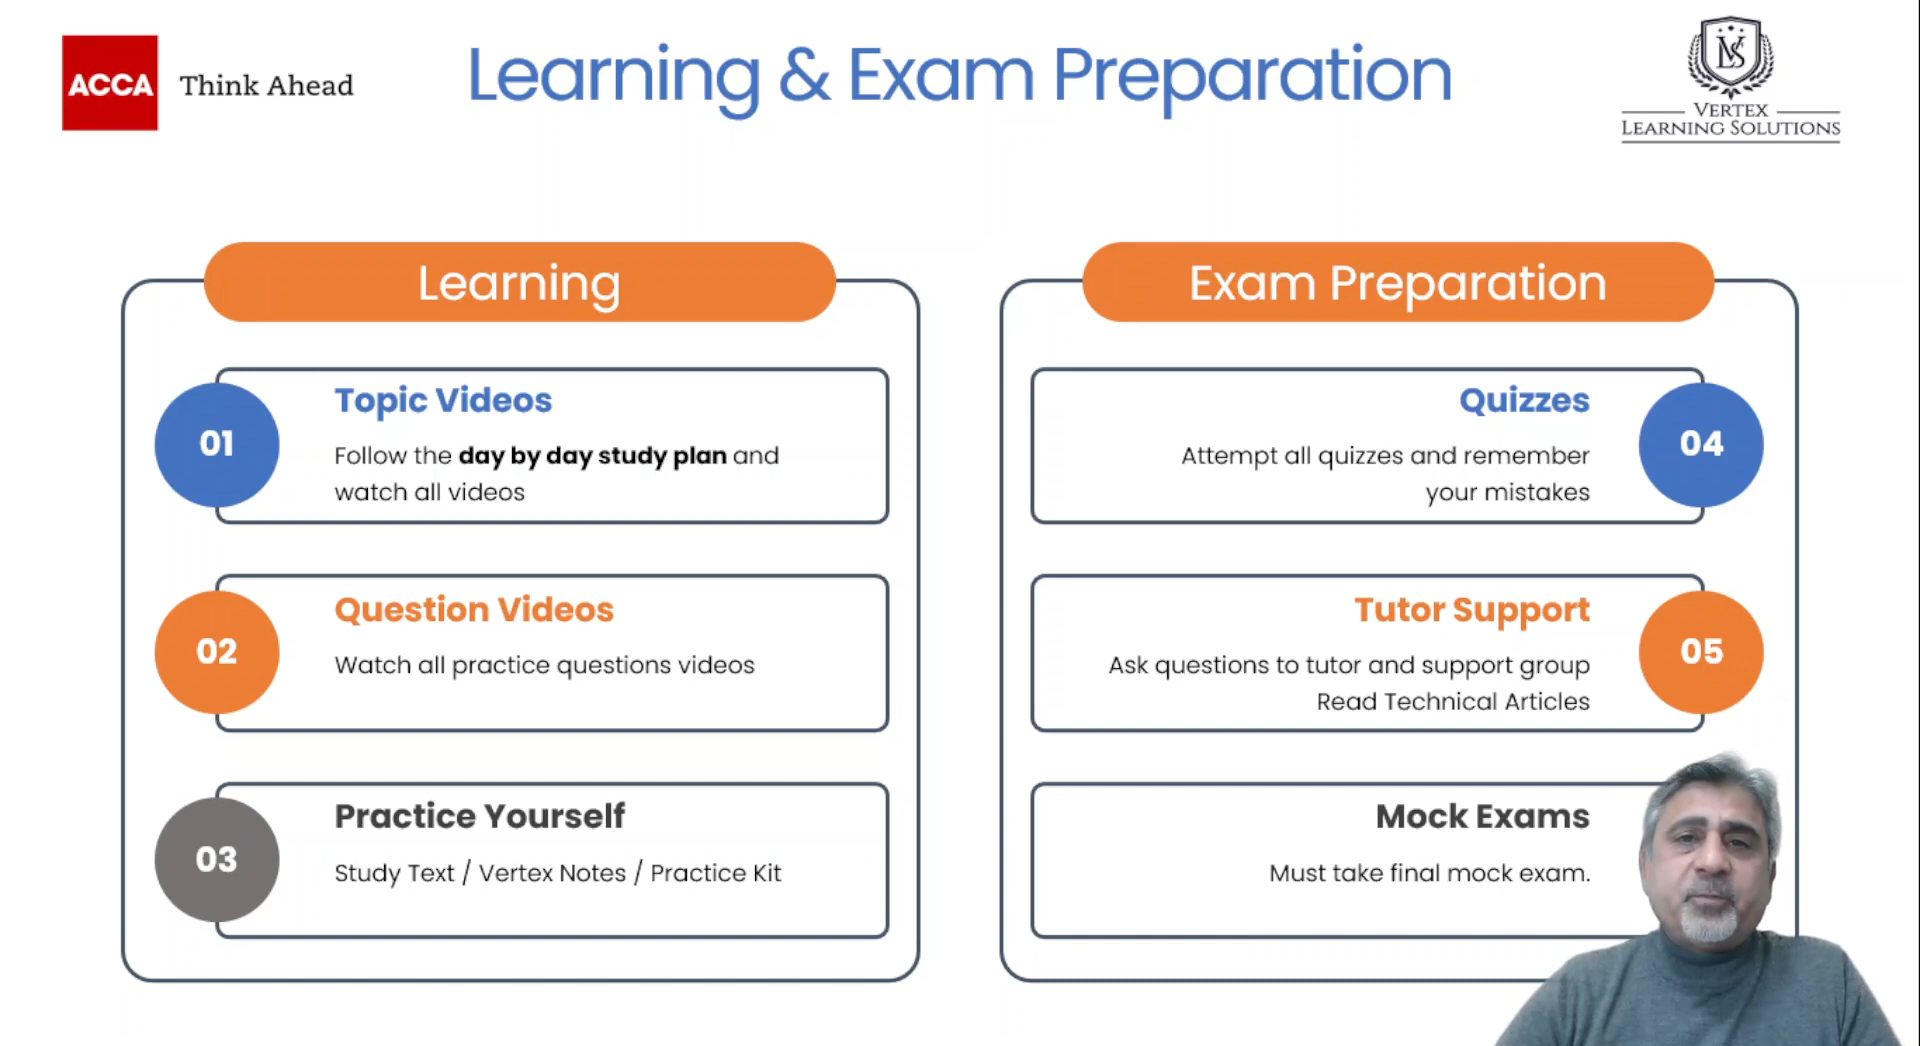 ACCA
Think Ahead
Learning & Exam Preparation
VLS
VERTEX
LEARNING SOLUTIONS
Learning
01
Topic Videos
Follow the day by day study plan and
watch all videos
02
Question Videos
Watch all practice questions videos
03
Practice Yourself
Study Text / Vertex Notes / Practice Kit
Exam Preparation
Quizzes
Attempt all quizzes and remember
your mistakes
04
Tutor Support
Ask questions to tutor and support group
Read Technical Articles
05
Mock Exams
Must take final mock exam.